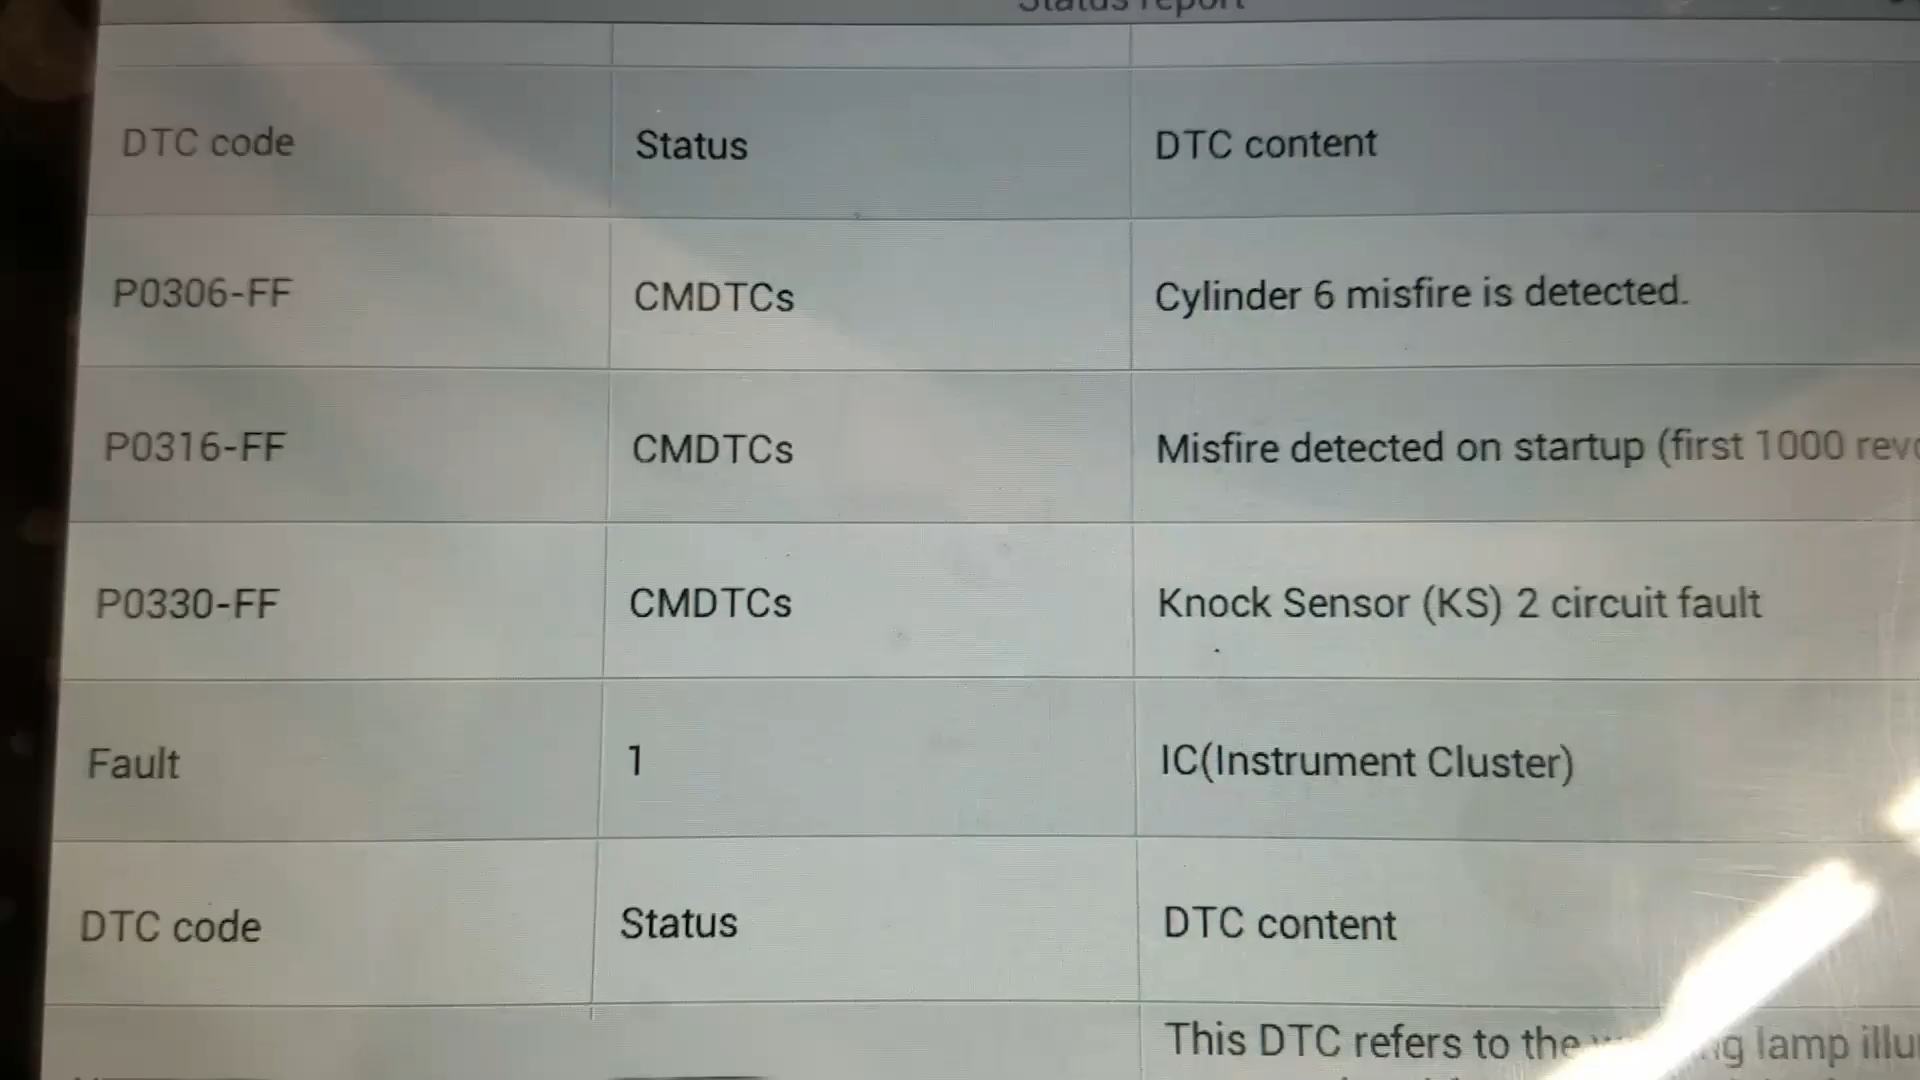 Status report
DTC code Status DTC content
P0306-FF CMDTCs Cylinder 6 misfire is detected.
P0316-FF CMDTCs Misfire detected on startup (first 1000
P0330-FF CMDTCs Knock Sensor (KS) 2 circuit fault
Fault 1 IC(Instrument Cluster)
DTC code Status DTC content
This DTC refers to the lamp